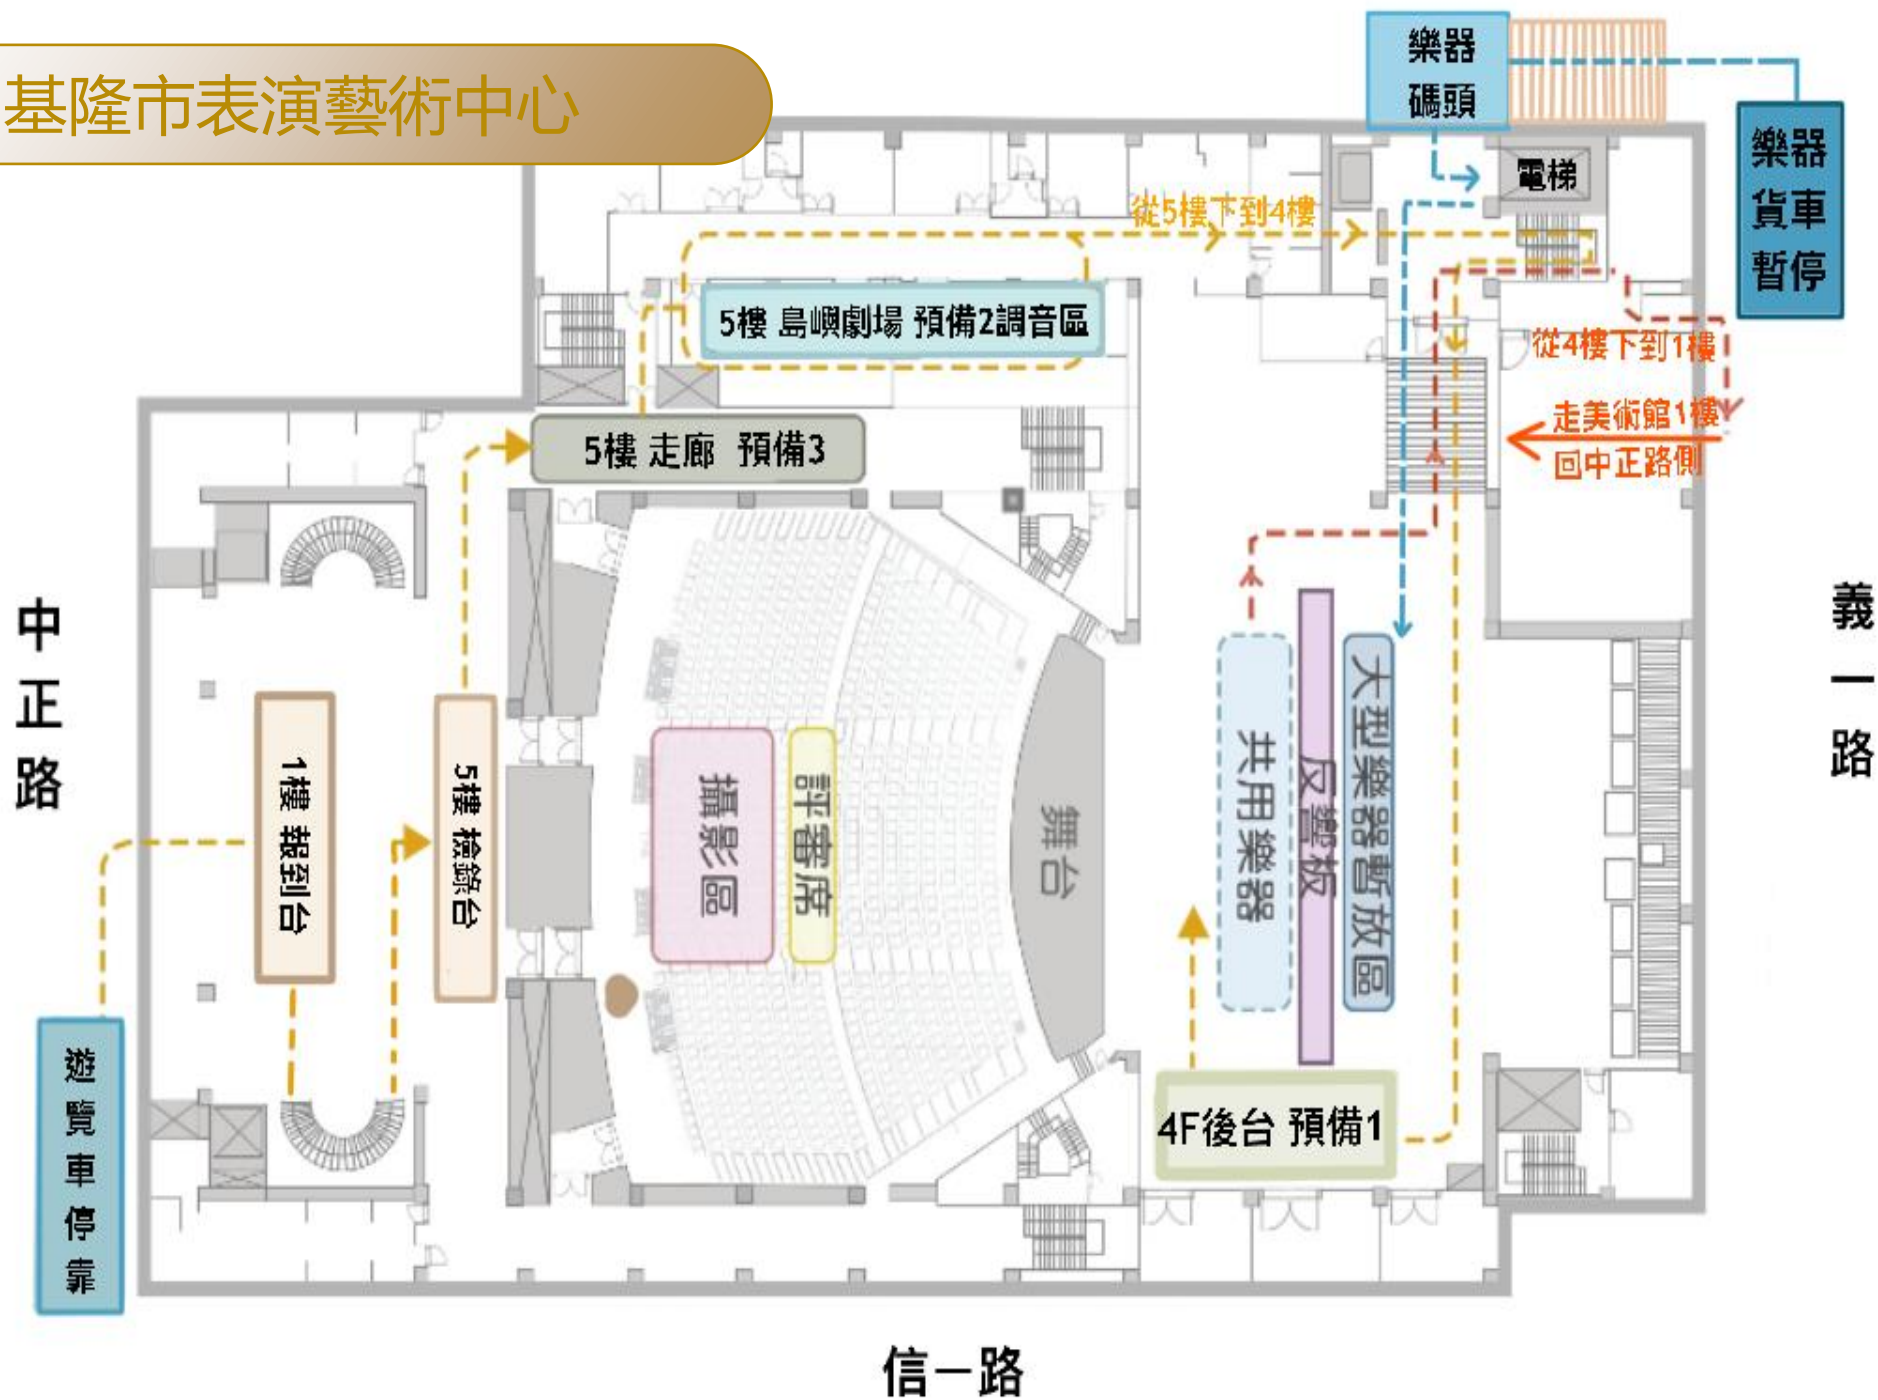 基隆市表演藝術中心
樂器
碼頭
樂器
貨車
暫停
電梯
從5樓下到4樓
5樓 島嶼劇場 預備2調音區
從4樓下到1樓
走美術館1樓
回中正路側
5樓 走廊 預備3
中正路
義一路
1樓 報到台
5樓 檢錄台
攝影區
評審席
舞台
共用樂器
反響板
大型樂器暫放區
遊覽車停靠
4F後台 預備1
信一路